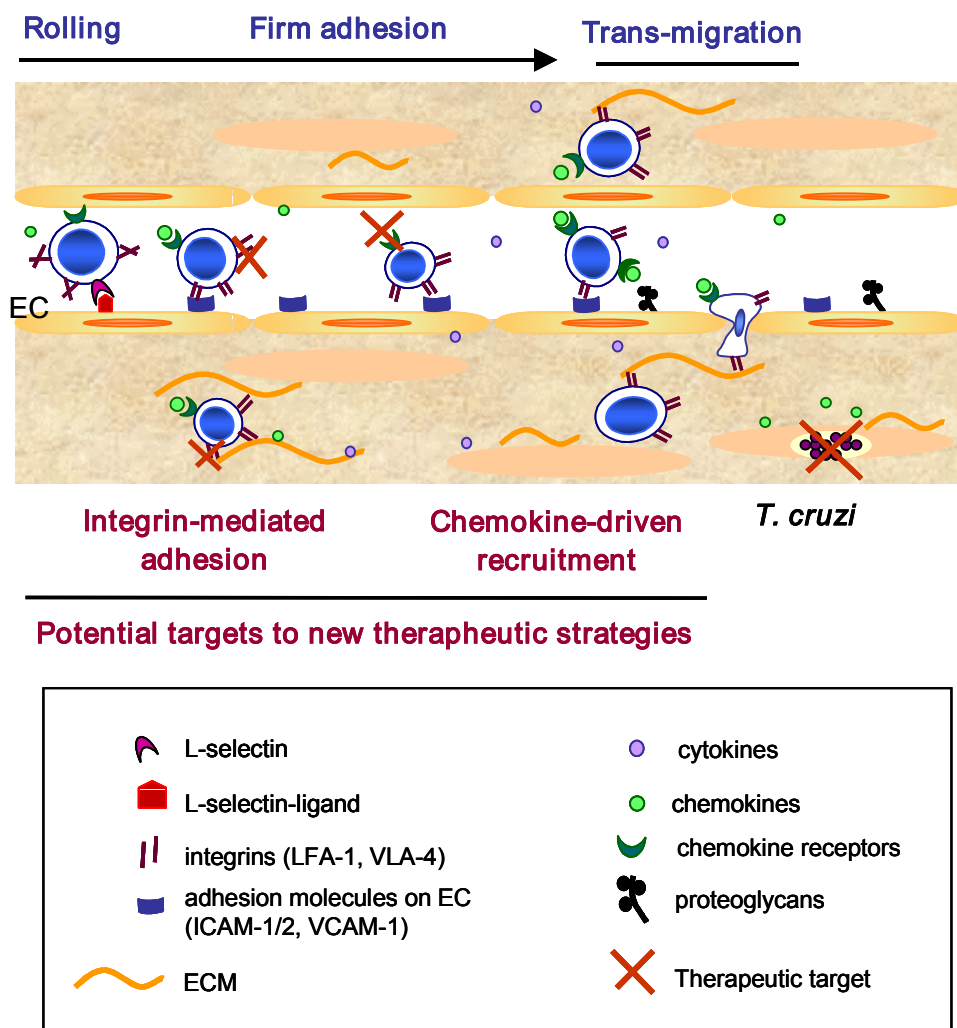 Rolling
Firm adhesion
Trans-migration
EC
Integrin-mediated
adhesion
Chemokine-driven
recruitment
T. cruzi
Potential targets to new therapheutic strategies
L-selectin
L-selectin-ligand
integrins (LFA-1, VLA-4)
adhesion molecules on EC
(ICAM-1/2, VCAM-1)
ECM
cytokines
chemokines
chemokine receptors
proteoglycans
Therapeutic target